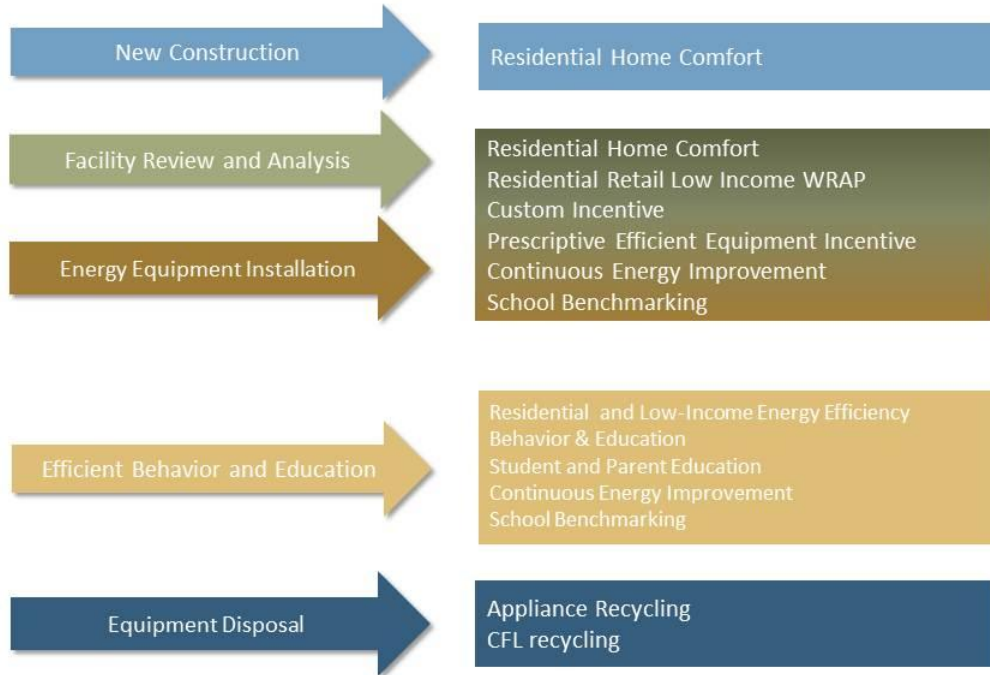 New Construction
Residential Home Comfort
Facility Review and Analysis
Energy Equipment Installation
Residential Home Comfort
Residential Retail Low Income WRAP
Custom Incentive
Prescriptive Efficient Equipment Incentive
Continuous Energy Improvement
School Benchmarking
Efficient Behavior and Education
Residential and Low-Income Energy Efficiency
Behavior & Education
Student and Parent Education
Continuous Energy Improvement
School Benchmarking
Equipment Disposal
Appliance Recycling
CFL recycling